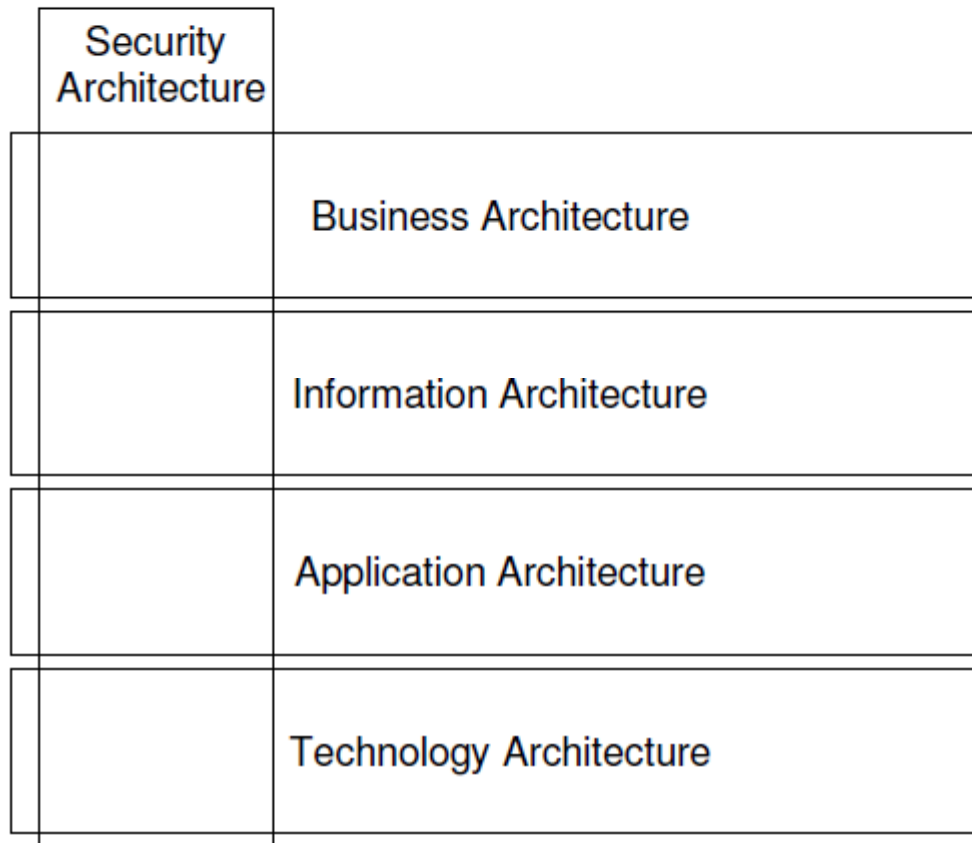 Security
Architecture
Business Architecture
Information Architecture
Application Architecture
Technology Architecture